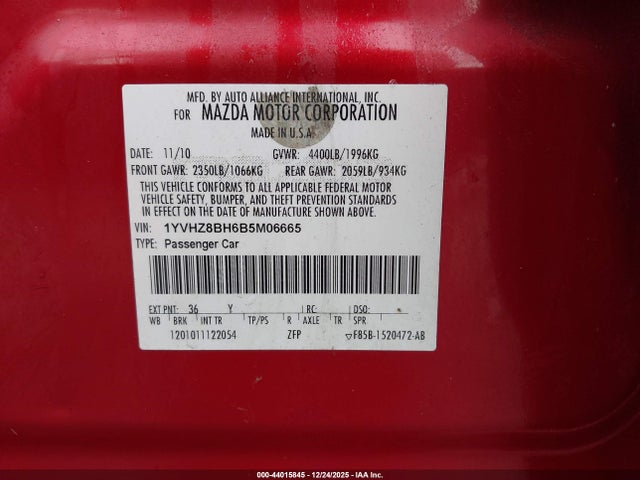 MFD. BY AUTO ALLIANCE INTERNATIONAL, INC.
FOR MAZDA MOTOR CORPORATION
MADE IN U.S.A.
DATE: 11/10 GVWR: 4400LB/1996KG
FRONT GAWR: 2350LB/1066KG REAR GAWR: 2059LB/934KG
THIS VEHICLE CONFORMS TO ALL APPLICABLE FEDERAL MOTOR
VEHICLE SAFETY, BUMPER, AND THEFT PREVENTION STANDARDS
IN EFFECT ON THE DATE OF MANUFACTURE SHOWN ABOVE.
VIN: 1YVHZ8BH6B5M06665
TYPE: Passenger Car
EXT PNT: 36 Y RC: DSO:
WB BRK INT TR TP/PS R AXLE TR SPR
1201011122054 ZFP ▽F85B-1520472-AB
000-44015845 - 12/24/2025 - IAA Inc.